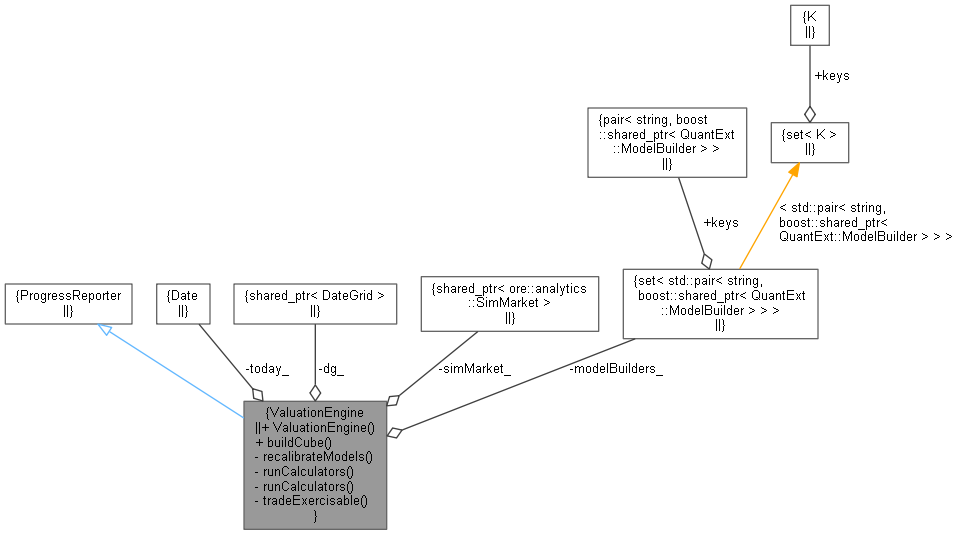 {K
||}
+keys
{pair< string, boost
::shared_ptr< QuantExt
::ModelBuilder > >
||}
{set< K >
||}
+keys
< std::pair< string,
boost::shared_ptr<
QuantExt::ModelBuilder > > >
{ProgressReporter
||}
{Date
||}
{shared_ptr< DateGrid >
||}
{shared_ptr< ore::analytics
::SimMarket >
||}
{set< std::pair< string,
boost::shared_ptr< QuantExt
::ModelBuilder > > >
||}
-today_
-dg_
-simMarket_
-modelBuilders_
{ValuationEngine
||+ ValuationEngine()
+ buildCube()
- recalibrateModels()
- runCalculators()
- runCalculators()
- tradeExercisable()
}